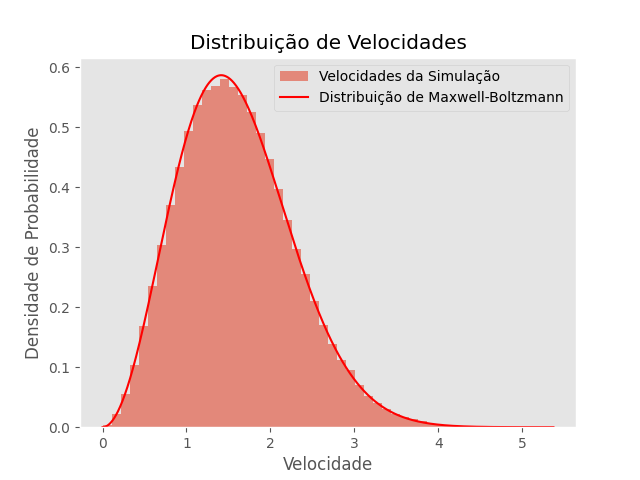 Distribuição de Velocidades
Velocidades da Simulação
Distribuição de Maxwell-Boltzmann
Densidade de Probabilidade
0.6
0.5
0.4
0.3
0.2
0.1
0.0
0 1 2 3 4 5
Velocidade